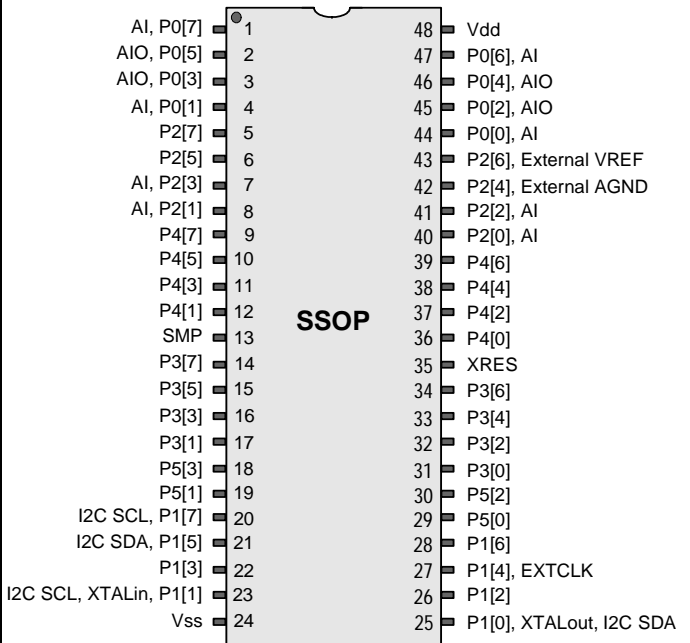 AI, P0[7] 1 48 Vdd
AIO, P0[5] 2 47 P0[6], AI
AIO, P0[3] 3 46 P0[4], AIO
AI, P0[1] 4 45 P0[2], AIO
P2[7] 5 44 P0[0], AI
P2[5] 6 43 P2[6], External VREF
AI, P2[3] 7 42 P2[4], External AGND
AI, P2[1] 8 41 P2[2], AI
P4[7] 9 40 P2[0], AI
P4[5] 10 39 P4[6]
P4[3] 11 38 P4[4]
P4[1] 12 37 P4[2]
SSOP
SMP 13 36 P4[0]
P3[7] 14 35 XRES
P3[5] 15 34 P3[6]
P3[3] 16 33 P3[4]
P3[1] 17 32 P3[2]
P5[3] 18 31 P3[0]
P5[1] 19 30 P5[2]
I2C SCL, P1[7] 20 29 P5[0]
I2C SDA, P1[5] 21 28 P1[6]
P1[3] 22 27 P1[4], EXTCLK
I2C SCL, XTALin, P1[1] 23 26 P1[2]
Vss 24 25 P1[0], XTALout, I2C SDA